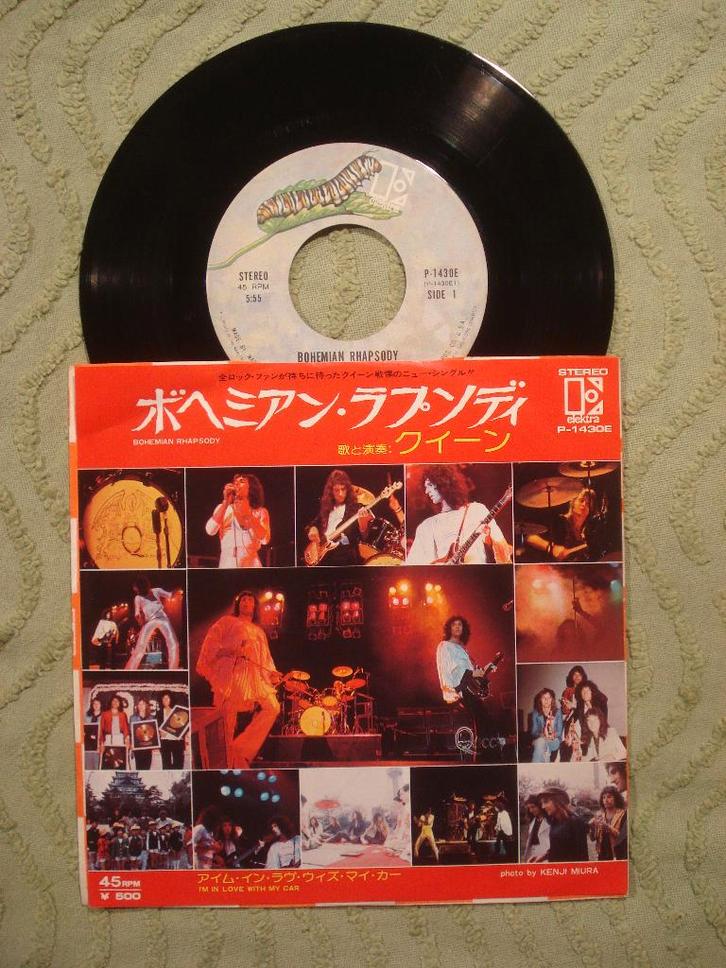 elektra
STEREO
45 RPM
5:55
P-1430E
(P-1430E1)
SIDE 1
BOHEMIAN RHAPSODY
全ロック・ファンが待ちに待ったクイーン戦慄のニュー・シングル!!
ボヘミアン・ラプソディ
BOHEMIAN RHAPSODY
歌と演奏:クイーン
STEREO
elektra
P-1430E
Q
Queen
45RPM
¥ 500
アイム・イン・ラヴ・ウィズ・マイ・カー
I'M IN LOVE WITH MY CAR
photo by KENJI MIURA